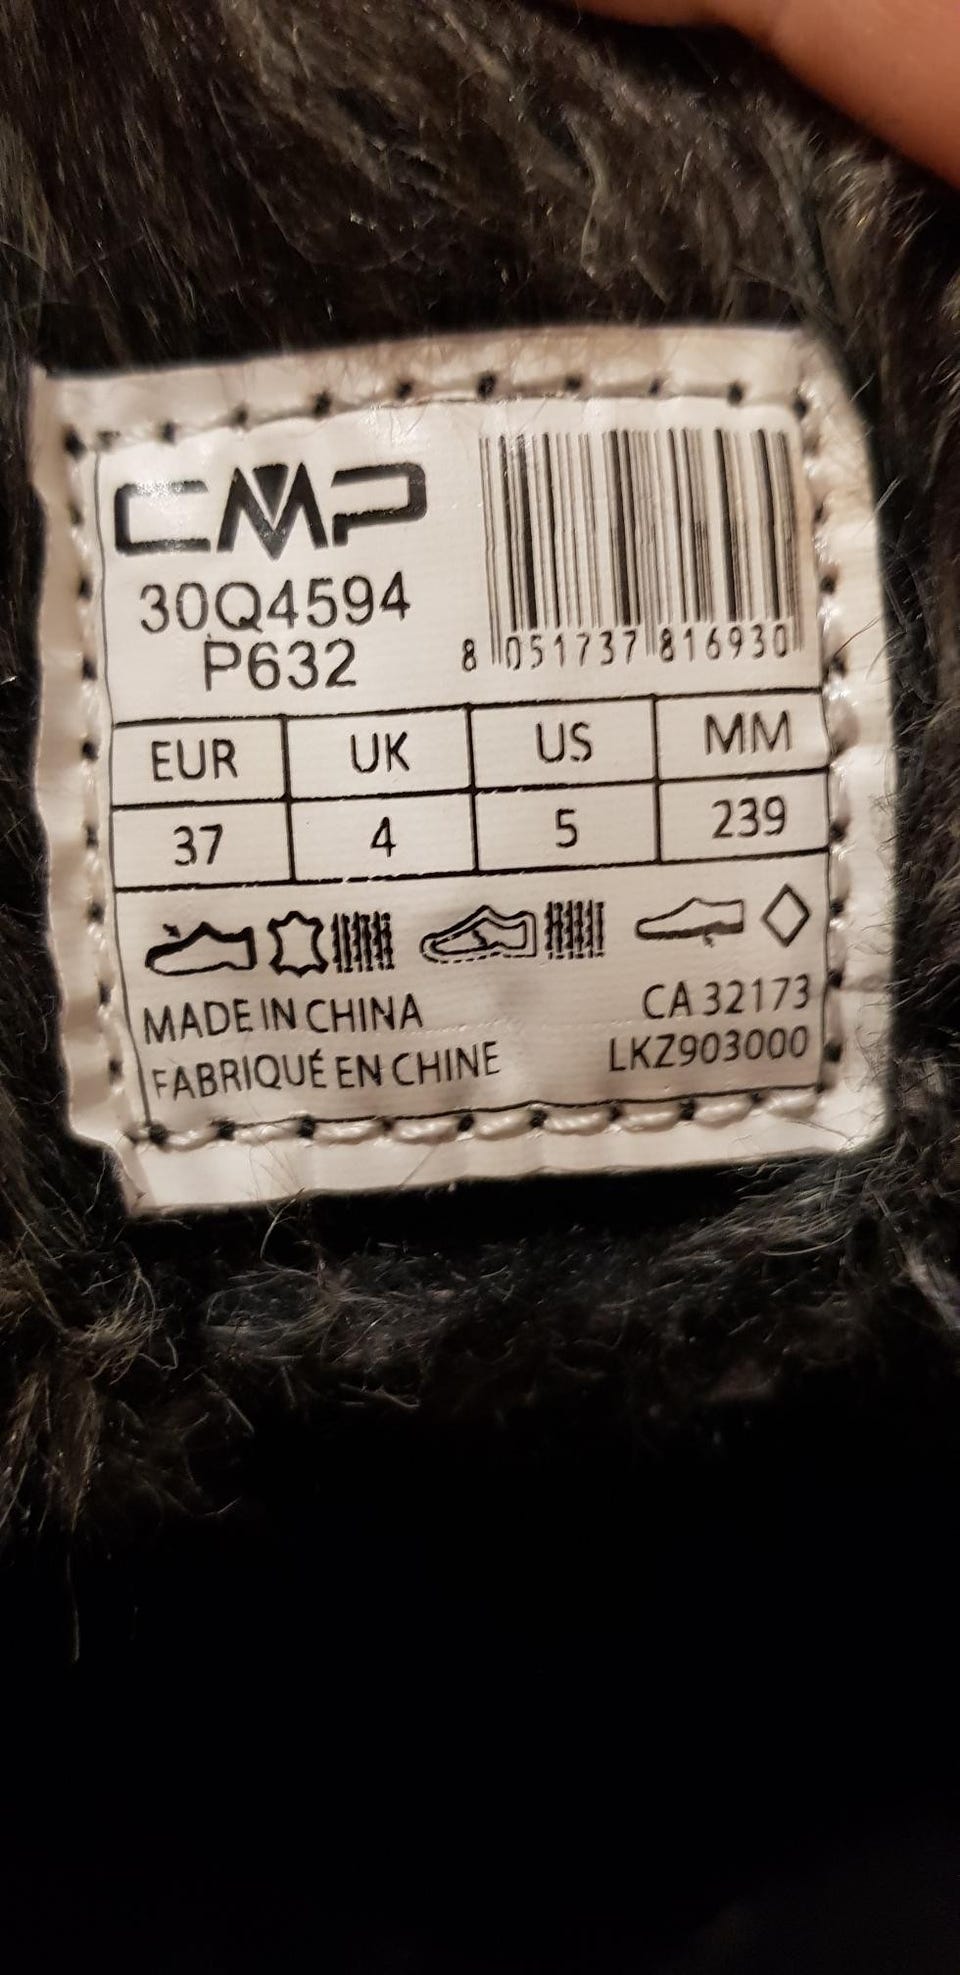 CMP
30Q4594
P632
8 051737 816930
EUR UK US MM
37 4 5 239
MADE IN CHINA
CA 32173
FABRIQUÉ EN CHINE
LKZ903000